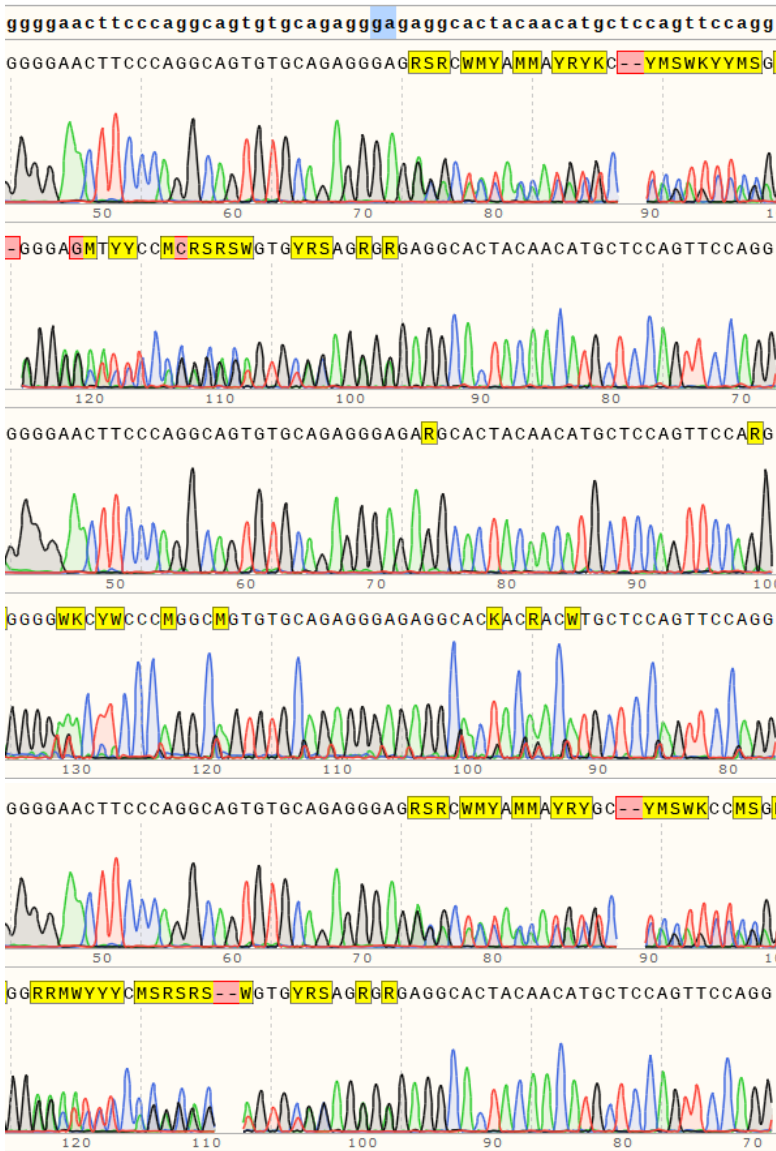 ggggaacttcccaggcagtgtgcagagggagaggcactacaacatgctccagttccagg
GGGGAACTTCCCAGGCAGTGTGCAGAGGGAGRSRCWMYAMMAYRYKC--YMSWKYYMSG
50 60 70 80 90
-GGGAGMTYYCCMCRSRSWGTGYRSAGRGRGAGGCACTACAACATGCTCCAGTTCCAGG
120 110 100 90 80 70
GGGGAACTTCCCAGGCAGTGTGCAGAGGGAGARGCACTACAACATGCTCCAGTTCCARG
50 60 70 80 90 100
GGGGWKCYWCCCMGGCMGTGTGCAGAGGGAGAGGCACKACRACWTGCTCCAGTTCCAGG
130 120 110 100 90 80
GGGGAACTTCCCAGGCAGTGTGCAGAGGGAGRSRCWMYAMMAYRYGC--YMSWKCCMSG
50 60 70 80 90
GGRRMWYYYCMSRSRS--WGTGYRSAGRGRGAGGCACTACAACATGCTCCAGTTCCAGG
120 110 100 90 80 70